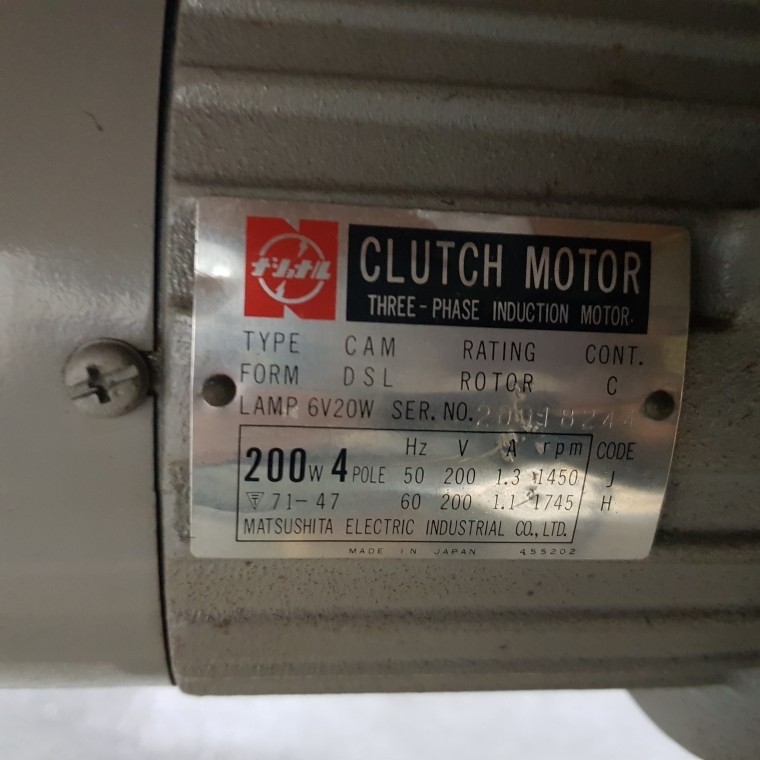 ナショナル
CLUTCH MOTOR
THREE-PHASE INDUCTION MOTOR
TYPE CAM RATING CONT.
FORM DSL ROTOR C
LAMP 6V20W SER. NO.
Hz V A rpm CODE
200W 4 POLE 50 200 1.3 1450 J
71-47 60 200 1.1 1745 H
MATSUSHITA ELECTRIC INDUSTRIAL CO., LTD.
MADE IN JAPAN 455202